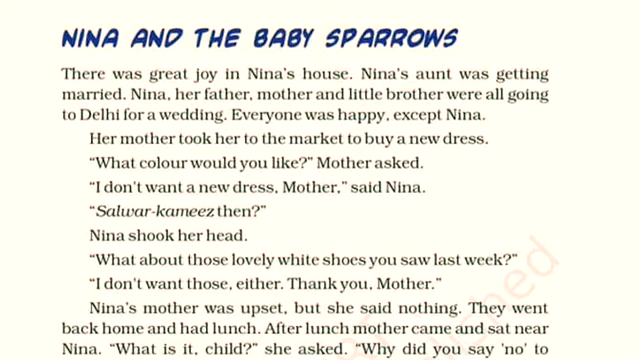 NINA AND THE BABY SPARROWS
There was great joy in Nina's house. Nina's aunt was getting
married. Nina, her father, mother and little brother were all going
to Delhi for a wedding. Everyone was happy, except Nina.
Her mother took her to the market to buy a new dress.
“What colour would you like?” Mother asked.
“I don't want a new dress, Mother,” said Nina.
“Salwar-kameez then?”
Nina shook her head.
“What about those lovely white shoes you saw last week?”
“I don't want those, either. Thank you, Mother.”
Nina's mother was upset, but she said nothing. They went
back home and had lunch. After lunch mother came and sat near
Nina. “What is it, child?” she asked. “Why did you say 'no' to